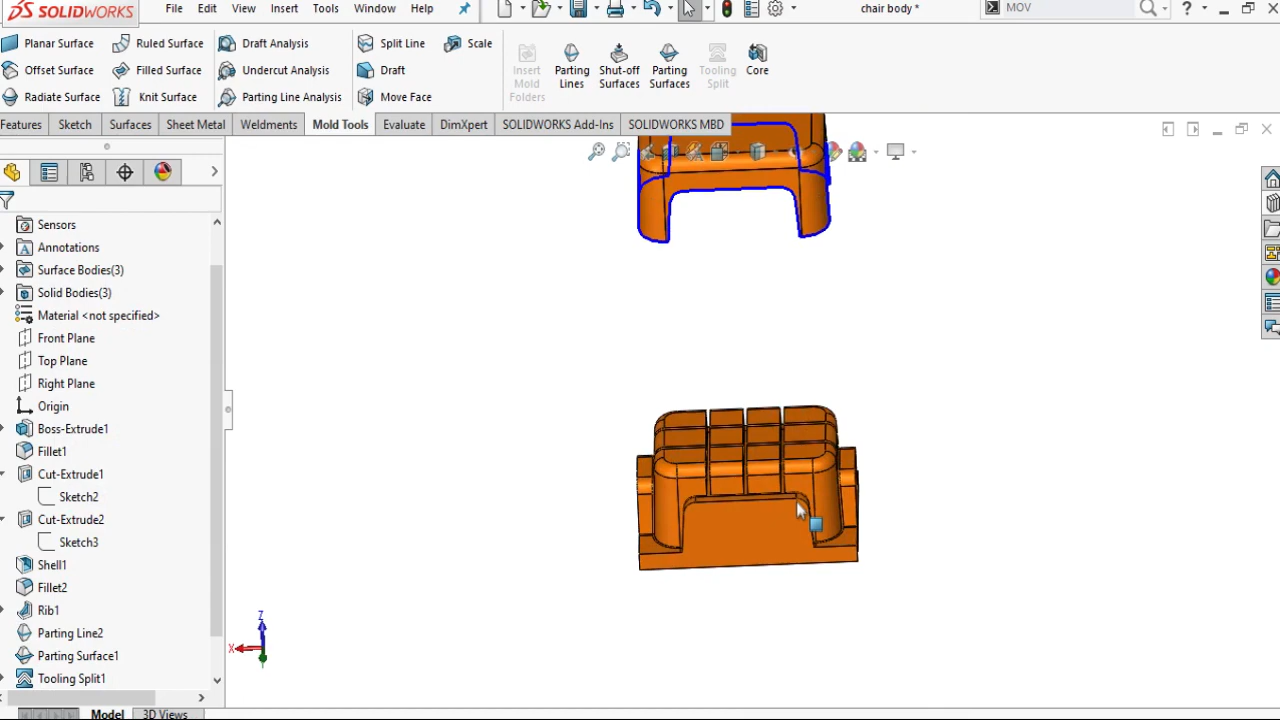 SOLIDWORKS File Edit View Insert Tools Window Help chair body * MOV
Planar Surface Ruled Surface Draft Analysis Split Line Scale
Offset Surface Filled Surface Undercut Analysis Draft
Radiate Surface Knit Surface Parting Line Analysis Move Face
Insert Mold Folders
Parting Lines
Shut-off Surfaces
Parting Surfaces
Tooling Split
Core
Features Sketch Surfaces Sheet Metal Weldments Mold Tools Evaluate DimXpert SOLIDWORKS Add-Ins SOLIDWORKS MBD
Sensors
Annotations
Surface Bodies(3)
Solid Bodies(3)
Material <not specified>
Front Plane
Top Plane
Right Plane
Origin
Boss-Extrude1
Fillet1
Cut-Extrude1
Sketch2
Cut-Extrude2
Sketch3
Shell1
Fillet2
Rib1
Parting Line2
Parting Surface1
Tooling Split1
Z
X
Model 3D Views